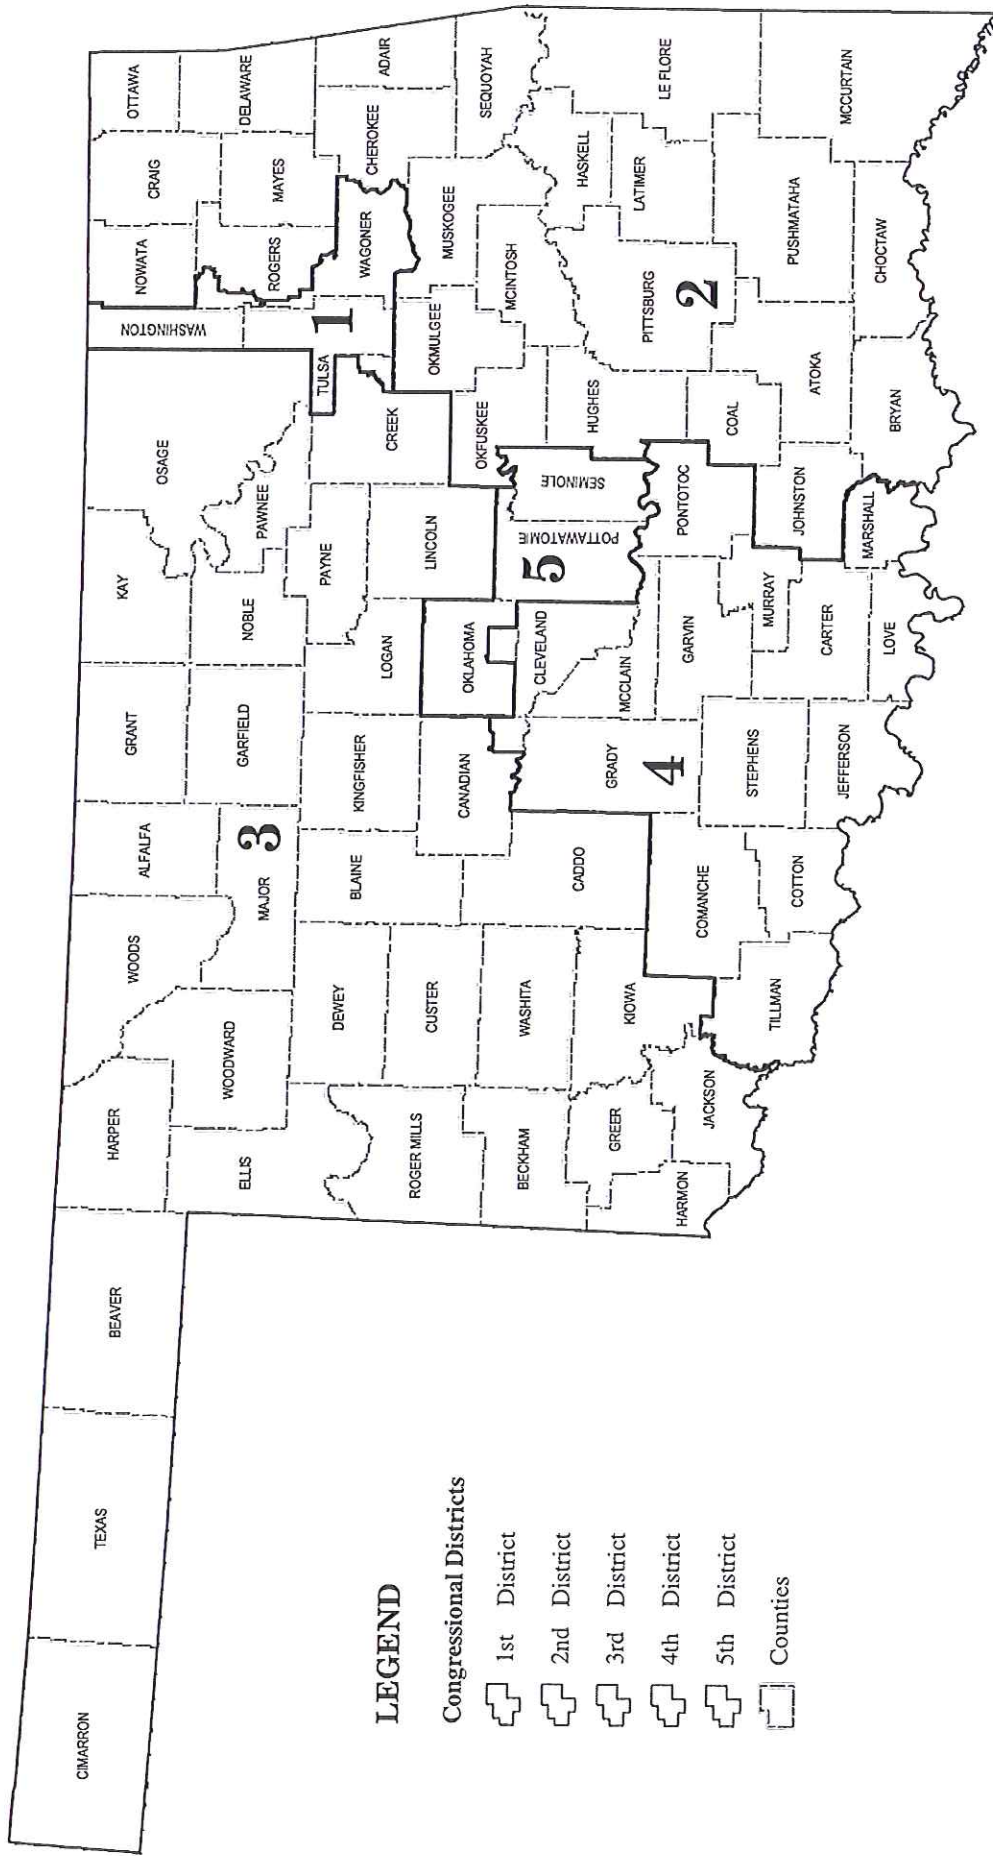 CIMARRON
TEXAS
BEAVER
HARPER
WOODS
ALFALFA
GRANT
KAY
OSAGE
WASHINGTON
NOWATA
CRAIG
OTTAWA
ELLIS
WOODWARD
MAJOR
3
GARFIELD
NOBLE
PAWNEE
ROGERS
MAYES
DELAWARE
ROGER MILLS
DEWEY
BLAINE
KINGFISHER
LOGAN
PAYNE
TULSA
1
WAGONER
CHEROKEE
ADAIR
BECKHAM
CUSTER
CANADIAN
OKLAHOMA
LINCOLN
CREEK
OKMULGEE
MUSKOGEE
SEQUOYAH
WASHITA
CADDO
GRADY
4
CLEVELAND
MCCLAIN
5
POTTAWATOMIE
SEMINOLE
OKFUSKEE
MCINTOSH
HASKELL
HARMON
GREER
KIOWA
JACKSON
COMANCHE
GARVIN
PONTOTOC
HUGHES
PITTSBURG
2
LATIMER
LE FLORE
TILLMAN
COTTON
STEPHENS
MURRAY
JOHNSTON
COAL
ATOKA
PUSHMATAHA
MCCURTAIN
JEFFERSON
CARTER
LOVE
MARSHALL
BRYAN
CHOCTAW
LEGEND
Congressional Districts
1st District
2nd District
3rd District
4th District
5th District
Counties